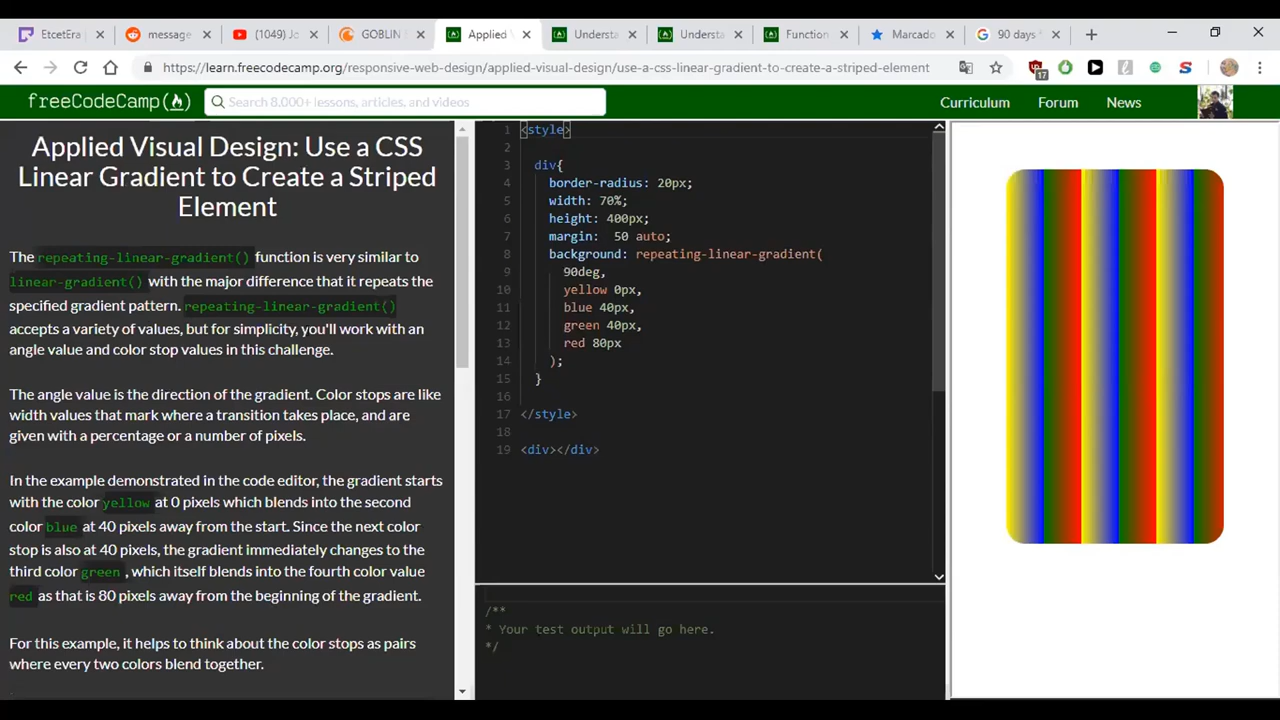 EtcetEra
message
(1049) Jo
GOBLIN
Applied
Understa
Understa
Function
Marcado
90 days
https://learn.freecodecamp.org/responsive-web-design/applied-visual-design/use-a-css-linear-gradient-to-create-a-striped-element
17
freeCodeCamp
Search 8,000+ lessons, articles, and videos
Curriculum Forum News
Applied Visual Design: Use a CSS
Linear Gradient to Create a Striped
Element
The repeating-linear-gradient() function is very similar to
linear-gradient() with the major difference that it repeats the
specified gradient pattern. repeating-linear-gradient()
accepts a variety of values, but for simplicity, you'll work with an
angle value and color stop values in this challenge.
The angle value is the direction of the gradient. Color stops are like
width values that mark where a transition takes place, and are
given with a percentage or a number of pixels.
In the example demonstrated in the code editor, the gradient starts
with the color yellow at 0 pixels which blends into the second
color blue at 40 pixels away from the start. Since the next color
stop is also at 40 pixels, the gradient immediately changes to the
third color green , which itself blends into the fourth color value
red as that is 80 pixels away from the beginning of the gradient.
For this example, it helps to think about the color stops as pairs
where every two colors blend together.
1 <style>
2
3 div{
4 border-radius: 20px;
5 width: 70%;
6 height: 400px;
7 margin: 50 auto;
8 background: repeating-linear-gradient(
9 90deg,
10 yellow 0px,
11 blue 40px,
12 green 40px,
13 red 80px
14 );
15 }
16
17 </style>
18
19 <div></div>
/**
* Your test output will go here.
*/